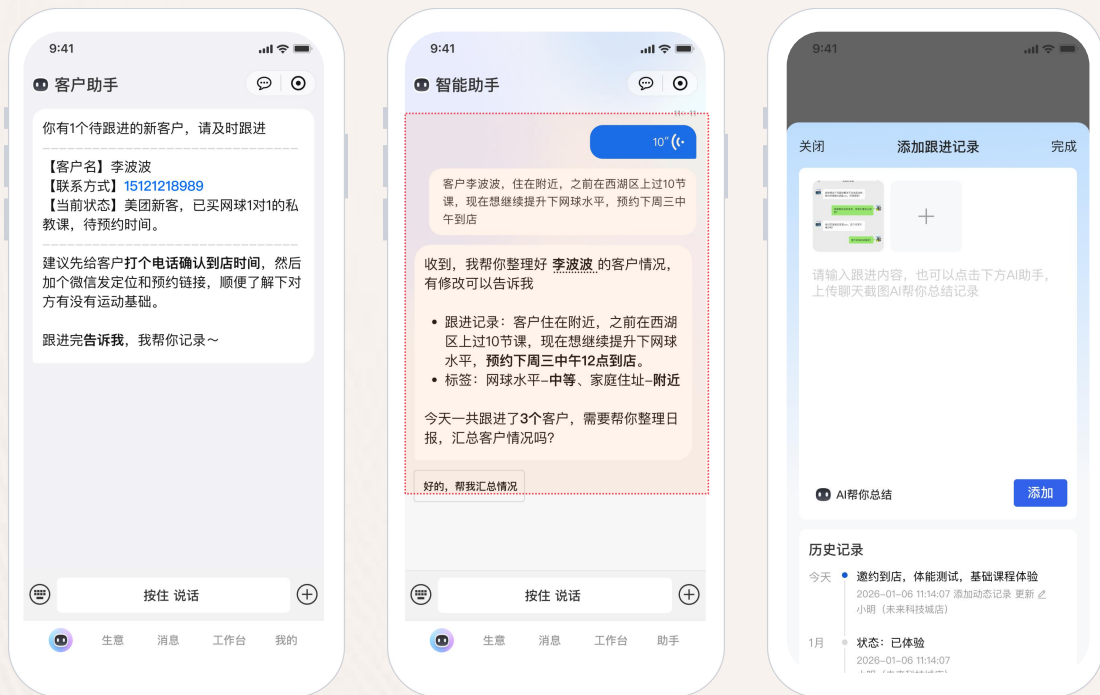 9:41
客户助手
你有1个待跟进的新客户，请及时跟进
【客户名】李波波
【联系方式】15121218989
【当前状态】美团新客，已买网球1对1的私
教课，待预约时间。
建议先给客户打个电话确认到店时间，然后
加个微信发定位和预约链接，顺便了解下对
方有没有运动基础。
跟进完告诉我，我帮你记录～
按住 说话
生意
消息
工作台
我的
9:41
智能助手
10"
客户李波波，住在附近，之前在西湖区上过10节
课，现在想继续提升下网球水平，预约下周三中
午到店
收到，我帮你整理好 李波波 的客户情况，
有修改可以告诉我
• 跟进记录：客户住在附近，之前在西湖
区上过10节课，现在想继续提升下网球
水平，预约下周三中午12点到店。
• 标签：网球水平–中等、家庭住址–附近
今天一共跟进了3个客户，需要帮你整理日
报，汇总客户情况吗？
好的，帮我汇总情况
按住 说话
生意
消息
工作台
助手
9:41
关闭
添加跟进记录
完成
请输入跟进内容，也可以点击下方AI助手，
上传聊天截图AI帮你总结记录
AI帮你总结
添加
历史记录
今天
邀约到店，体能测试，基础课程体验
2026–01–06 11:14:07 添加动态记录 更新
小明（未来科技城店）
1月
状态：已体验
2026–01–06 11:14:07